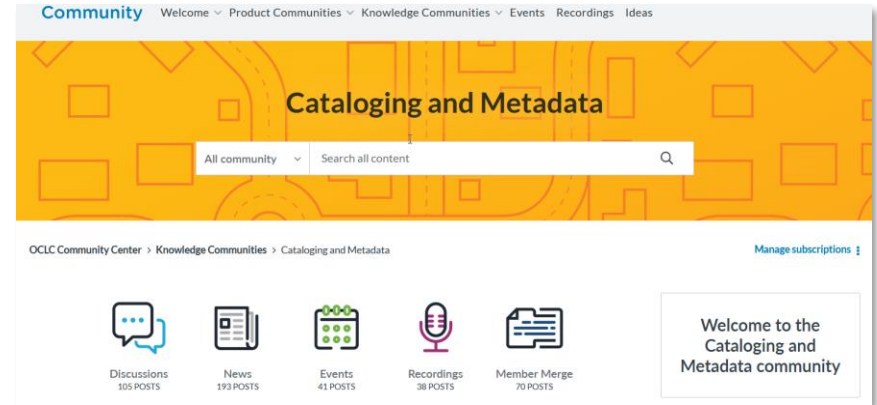 Community Welcome Product Communities Knowledge Communities Events Recordings Ideas
Cataloging and Metadata
All community Search all content
OCLC Community Center > Knowledge Communities > Cataloging and Metadata
Manage subscriptions
Discussions
105 POSTS
News
193 POSTS
Events
41 POSTS
Recordings
38 POSTS
Member Merge
70 POSTS
Welcome to the
Cataloging and
Metadata community